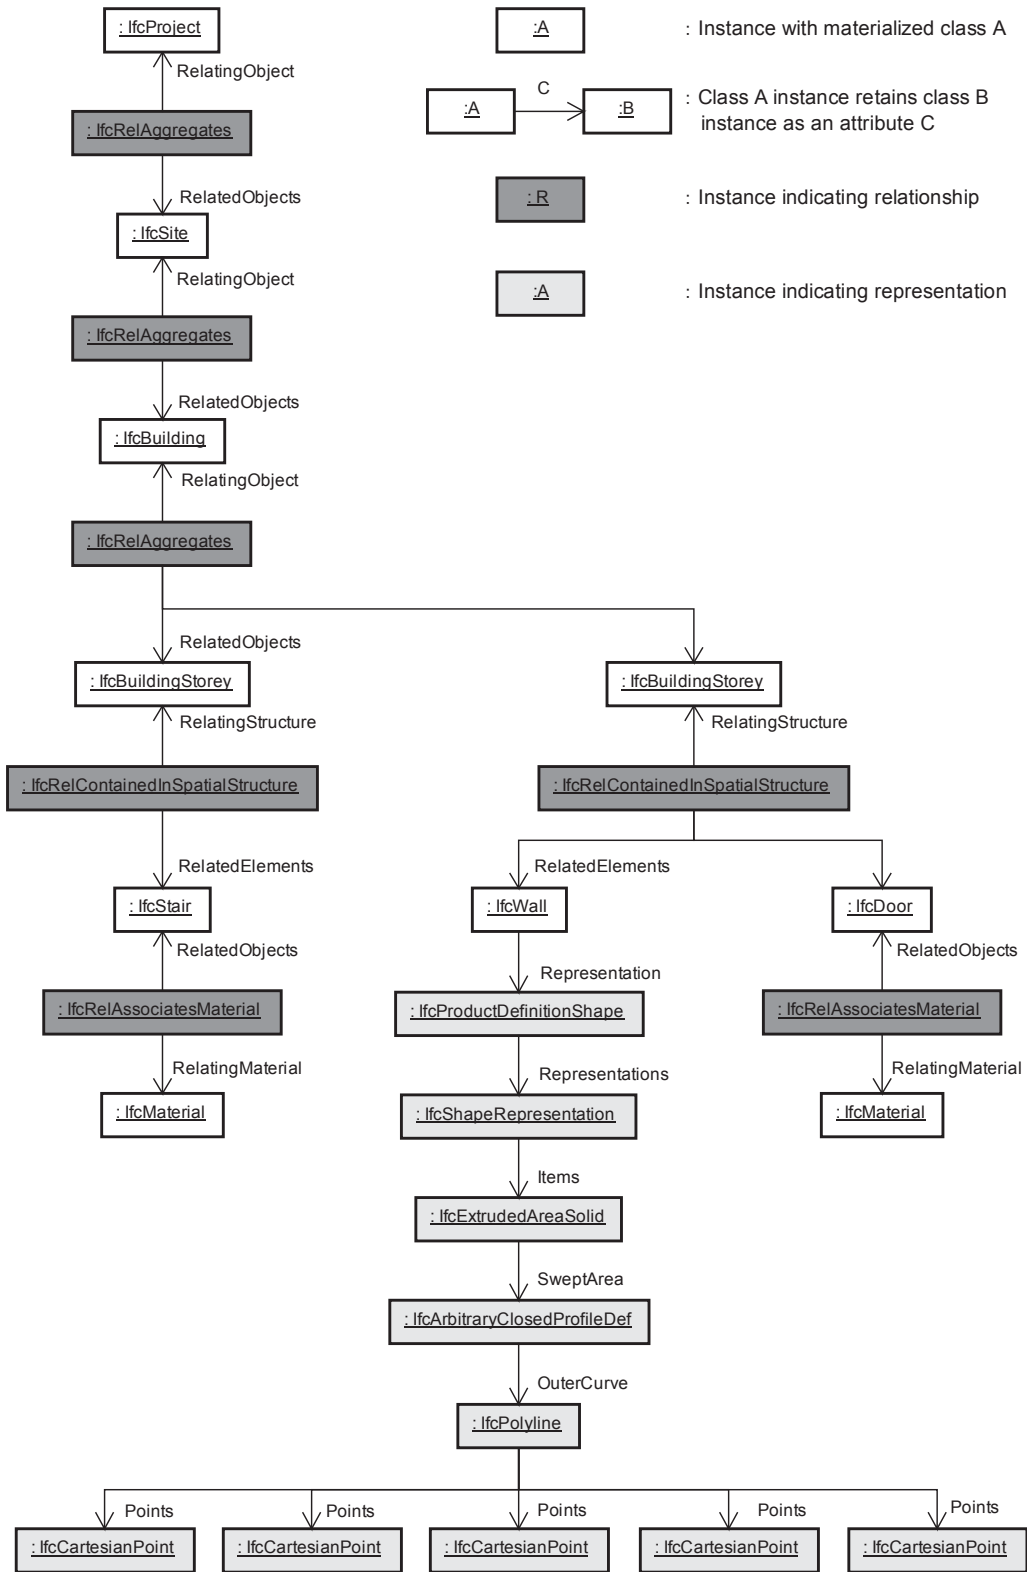 : IfcProject
RelatingObject
: IfcRelAggregates
RelatedObjects
: IfcSite
RelatingObject
: IfcRelAggregates
RelatedObjects
: IfcBuilding
RelatingObject
: IfcRelAggregates
:A
: Instance with materialized class A
C
:A
:B
: Class A instance retains class B
instance as an attribute C
: R
: Instance indicating relationship
:A
: Instance indicating representation
RelatedObjects
: IfcBuildingStorey
: IfcBuildingStorey
RelatingStructure
RelatingStructure
: IfcRelContainedInSpatialStructure
: IfcRelContainedInSpatialStructure
RelatedElements
RelatedElements
: IfcStair
: IfcWall
: IfcDoor
RelatedObjects
RelatedObjects
Representation
: IfcRelAssociatesMaterial
: IfcProductDefinitionShape
: IfcRelAssociatesMaterial
RelatingMaterial
Representations
RelatingMaterial
: IfcMaterial
: IfcShapeRepresentation
: IfcMaterial
Items
: IfcExtrudedAreaSolid
SweptArea
: IfcArbitraryClosedProfileDef
OuterCurve
: IfcPolyline
Points
Points
Points
Points
Points
: IfcCartesianPoint
: IfcCartesianPoint
: IfcCartesianPoint
: IfcCartesianPoint
: IfcCartesianPoint